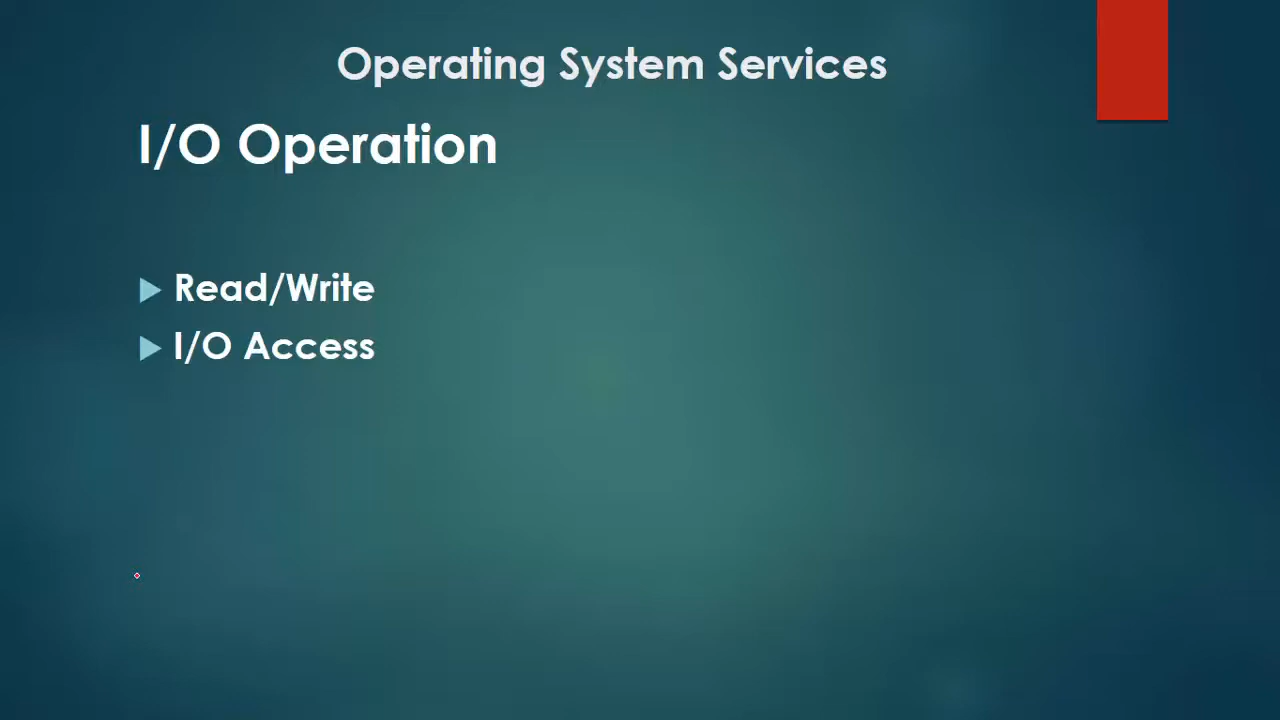 Operating System Services
I/O Operation
Read/Write
I/O Access